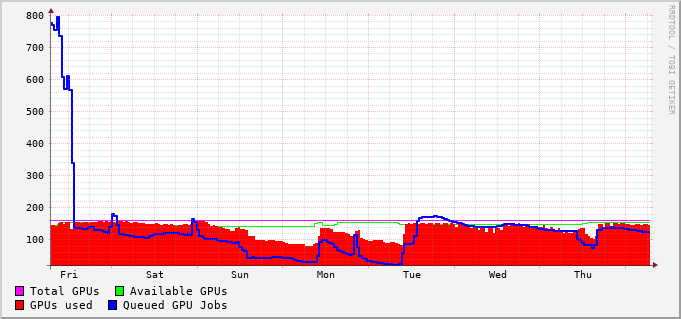 800
700
600
500
400
300
200
100
Fri Sat Sun Mon Tue Wed Thu
Total GPUs Available GPUs
GPUs used Queued GPU Jobs
RRDTOOL / TOBI OETIKER